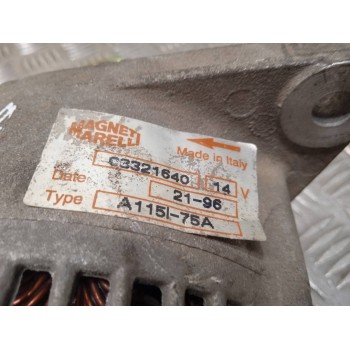 MAGNETI
MARELLI
Made in Italy
63321640 14 V
Date 21-96
Type A115I-75A